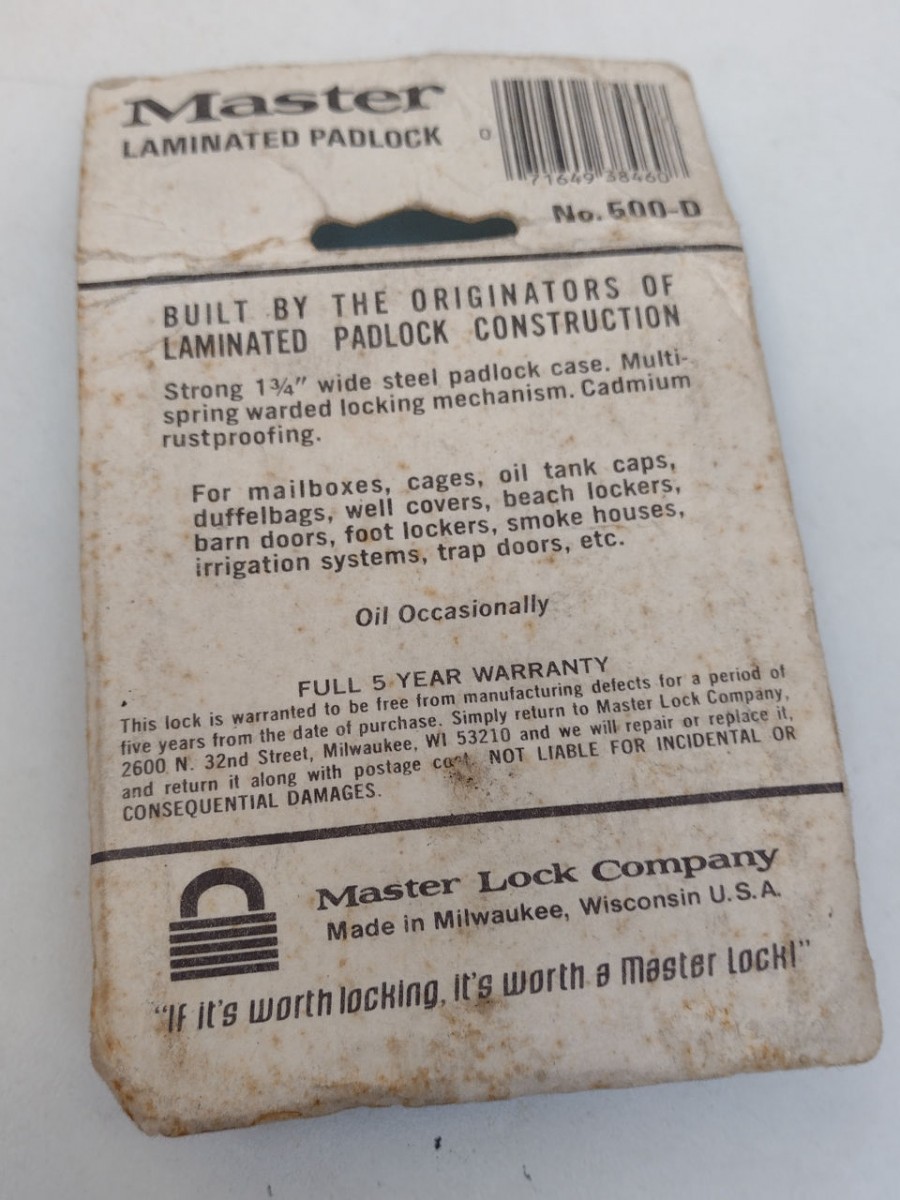 Master
LAMINATED PADLOCK
0
71649 38460
No. 500-D
BUILT BY THE ORIGINATORS OF
LAMINATED PADLOCK CONSTRUCTION
Strong 1¾" wide steel padlock case. Multi-
spring warded locking mechanism. Cadmium
rustproofing.
For mailboxes, cages, oil tank caps,
duffelbags, well covers, beach lockers,
barn doors, foot lockers, smoke houses,
irrigation systems, trap doors, etc.
Oil Occasionally
FULL 5 YEAR WARRANTY
This lock is warranted to be free from manufacturing defects for a period of
five years from the date of purchase. Simply return to Master Lock Company,
2600 N. 32nd Street, Milwaukee, WI 53210 and we will repair or replace it,
and return it along with postage NOT LIABLE FOR INCIDENTAL OR
CONSEQUENTIAL DAMAGES.
Master Lock Company
Made in Milwaukee, Wisconsin U.S.A.
"If it's worth locking, it's worth a Master Lock!"